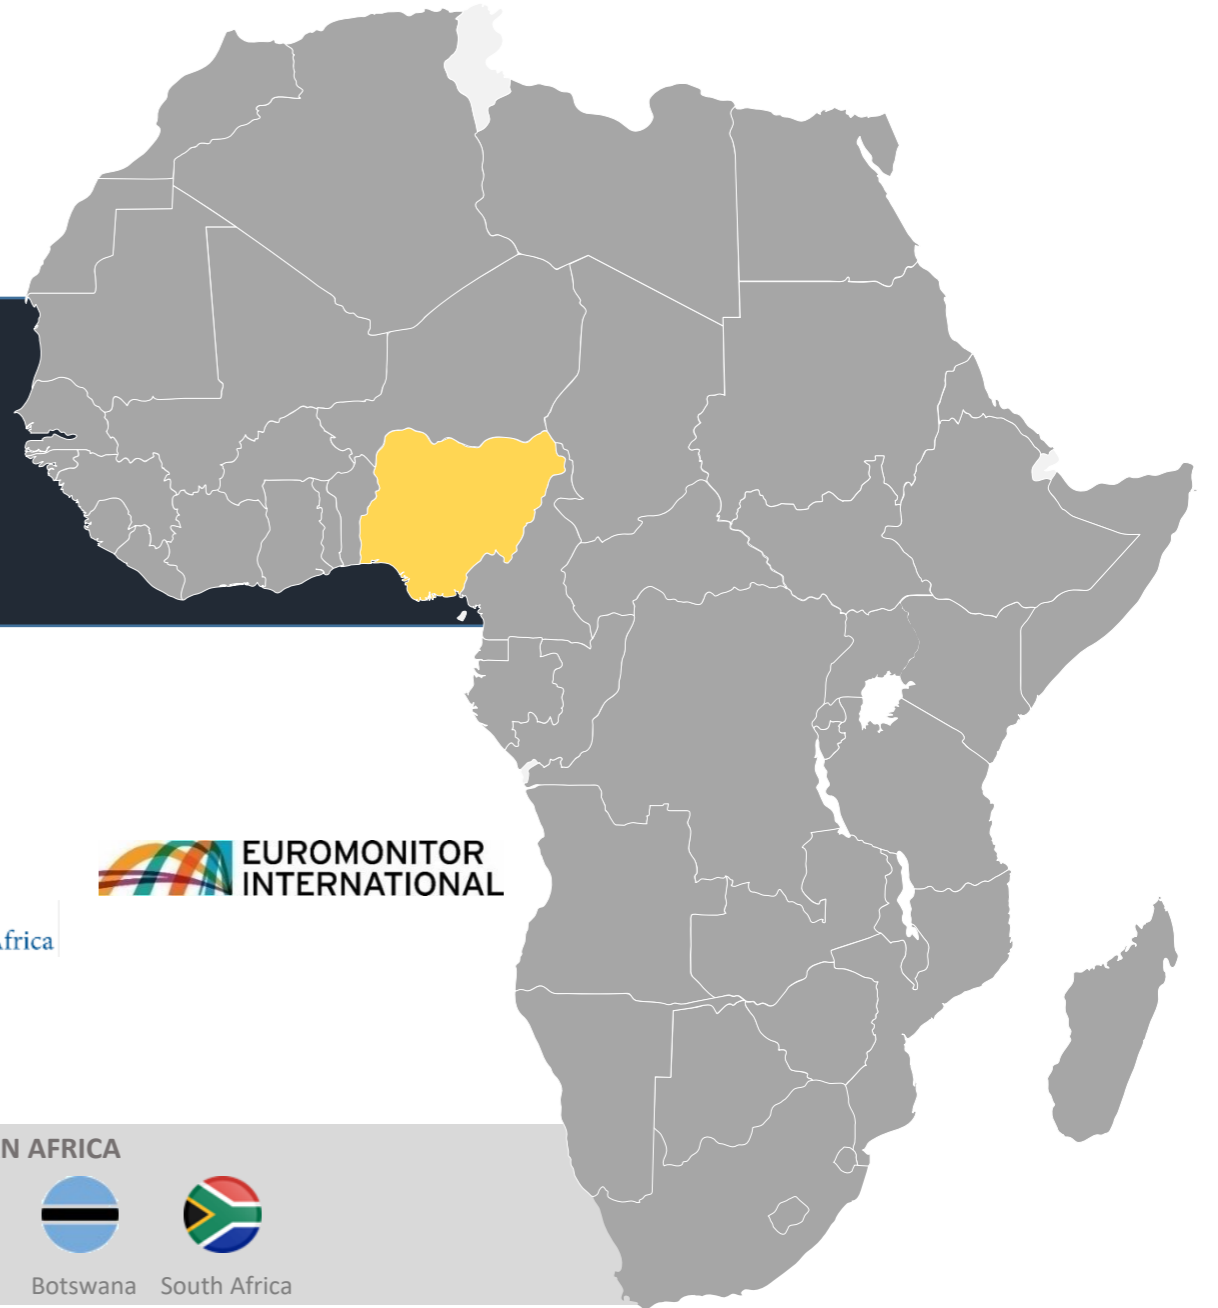 EUROMONITOR
INTERNATIONAL
frica
N AFRICA
Botswana South Africa